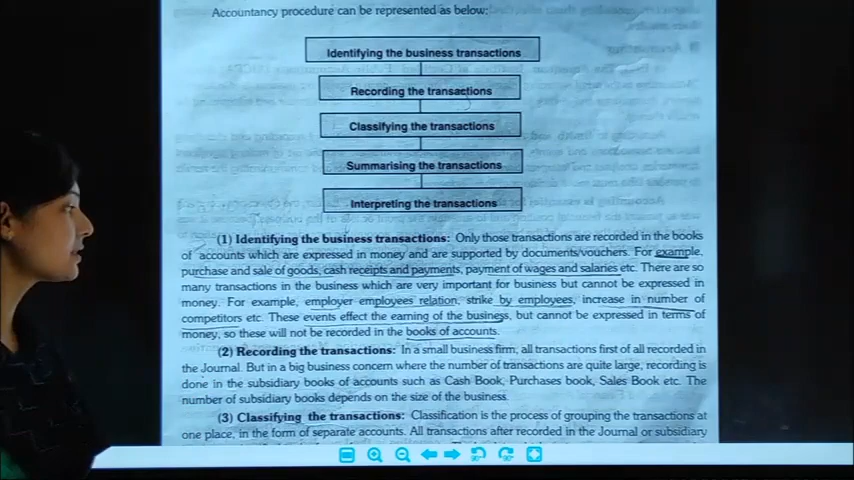 Accountancy procedure can be represented as below:
Identifying the business transactions
Recording the transactions
Classifying the transactions
Summarising the transactions
Interpreting the transactions
(1) Identifying the business transactions: Only those transactions are recorded in the books
of accounts which are expressed in money and are supported by documents/vouchers. For example,
purchase and sale of goods, cash receipts and payments, payment of wages and salaries etc. There are so
many transactions in the business which are very important for business but cannot be expressed in
money. For example, employer employees relation, strike by employees, increase in number of
competitors etc. These events effect the earning of the business, but cannot be expressed in terms of
money, so these will not be recorded in the books of accounts.
(2) Recording the transactions: In a small business firm, all transactions first of all recorded in
the Journal. But in a big business concern where the number of transactions are quite large, recording is
done in the subsidiary books of accounts such as Cash Book, Purchases book, Sales Book etc. The
number of subsidiary books depends on the size of the business.
(3) Classifying the transactions: Classification is the process of grouping the transactions at
one place, in the form of separate accounts. All transactions after recorded in the Journal or subsidiary